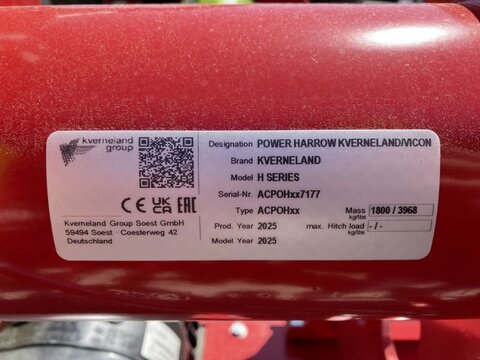 kverneland
group
CE UK CA EAC
Kverneland Group Soest GmbH
59494 Soest · Coesterweg 42
Deutschland
Designation POWER HARROW KVERNELAND/VICON
Brand KVERNELAND
Model H SERIES
Serial-Nr. ACPOHxx7177
Type ACPOHxx Mass kg/lbs 1800 / 3968
Prod. Year 2025 max. Hitch load kg/lbs - / -
Model Year 2025